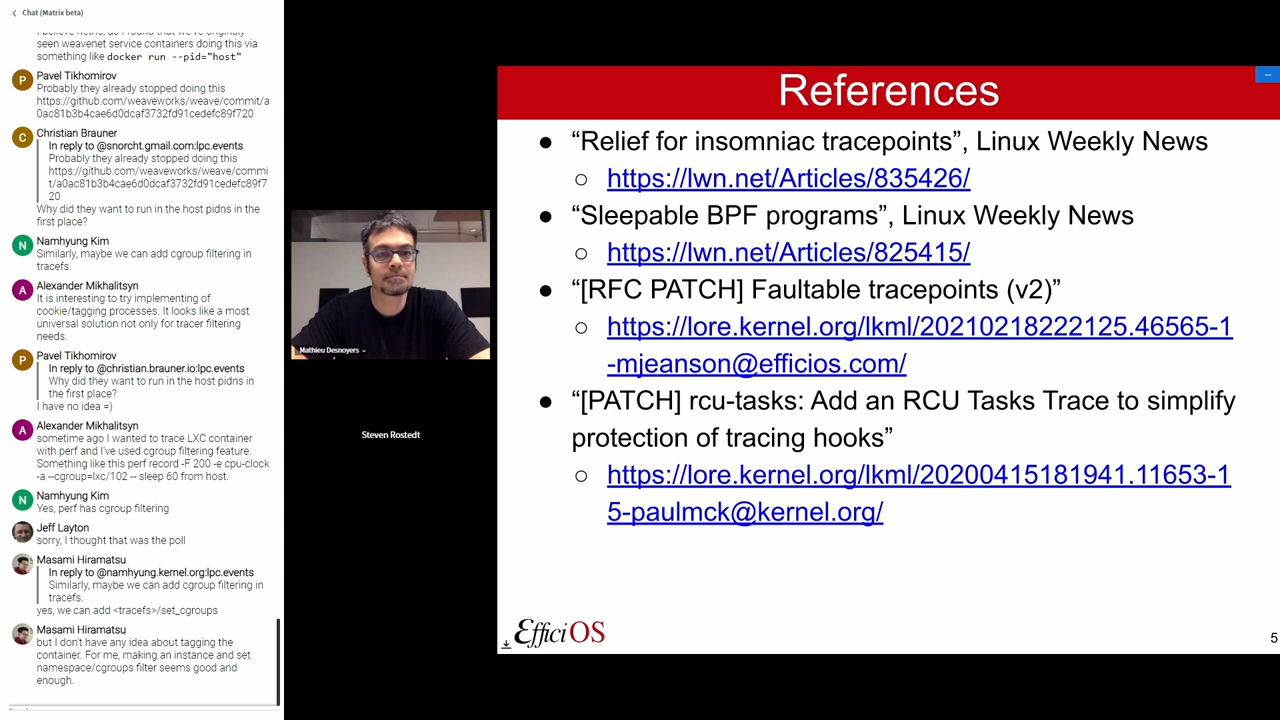 Chat (Matrix beta)
seen weavenet service containers doing this via
something like docker run --pid="host"
P
Pavel Tikhomirov
Probably they already stopped doing this
https://github.com/weaveworks/weave/commit/a
0ac81b3b4cae6d0dcaf3732fd91cedefc89f720
C
Christian Brauner
In reply to @snorcht.gmail.com:lpc.events
Probably they already stopped doing this
https://github.com/weaveworks/weave/commi
t/a0ac81b3b4cae6d0dcaf3732fd91cedefc89f7
20
Why did they want to run in the host pidns in the
first place?
N
Namhyung Kim
Similarly, maybe we can add cgroup filtering in
tracefs.
A
Alexander Mikhalitsyn
It is interesting to try implementing of
cookie/tagging processes. It looks like a most
universal solution not only for tracer filtering
needs.
P
Pavel Tikhomirov
In reply to @christian.brauner.io:lpc.events
Why did they want to run in the host pidns in
the first place?
I have no idea =)
A
Alexander Mikhalitsyn
sometime ago I wanted to trace LXC container
with perf and I've used cgroup filtering feature.
Something like this perf record -F 200 -e cpu-clock
-a --cgroup=lxc/102 -- sleep 60 from host.
N
Namhyung Kim
Yes, perf has cgroup filtering
Jeff Layton
sorry, I thought that was the poll
Masami Hiramatsu
In reply to @namhyung.kernel.org:lpc.events
Similarly, maybe we can add cgroup filtering in
tracefs.
yes, we can add <tracefs>/set_cgroups
Masami Hiramatsu
but I don't have any idea about tagging the
container. For me, making an instance and set
namespace/cgroups filter seems good and
enough.
Mathieu Desnoyers
Steven Rostedt
References
● “Relief for insomniac tracepoints”, Linux Weekly News
○ https://lwn.net/Articles/835426/
● “Sleepable BPF programs”, Linux Weekly News
○ https://lwn.net/Articles/825415/
● “[RFC PATCH] Faultable tracepoints (v2)”
○ https://lore.kernel.org/lkml/20210218222125.46565-1
-mjeanson@efficios.com/
● “[PATCH] rcu-tasks: Add an RCU Tasks Trace to simplify
protection of tracing hooks”
○ https://lore.kernel.org/lkml/20200415181941.11653-1
5-paulmck@kernel.org/
EfficiOS
5